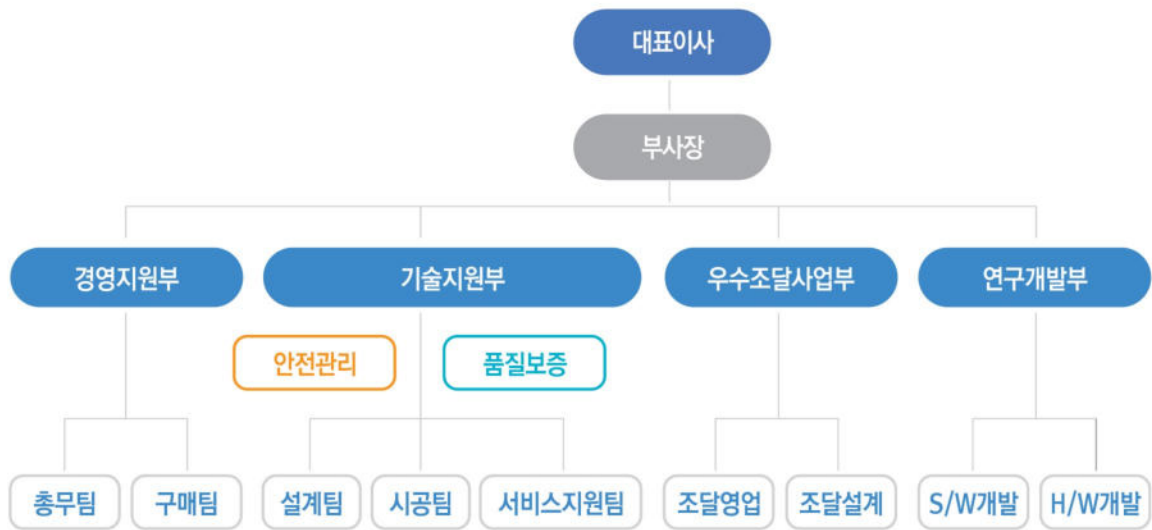 대표이사
부사장
경영지원부 기술지원부 우수조달사업부 연구개발부
안전관리 품질보증
총무팀 구매팀 설계팀 시공팀 서비스지원팀 조달영업 조달설계 S/W개발 H/W개발